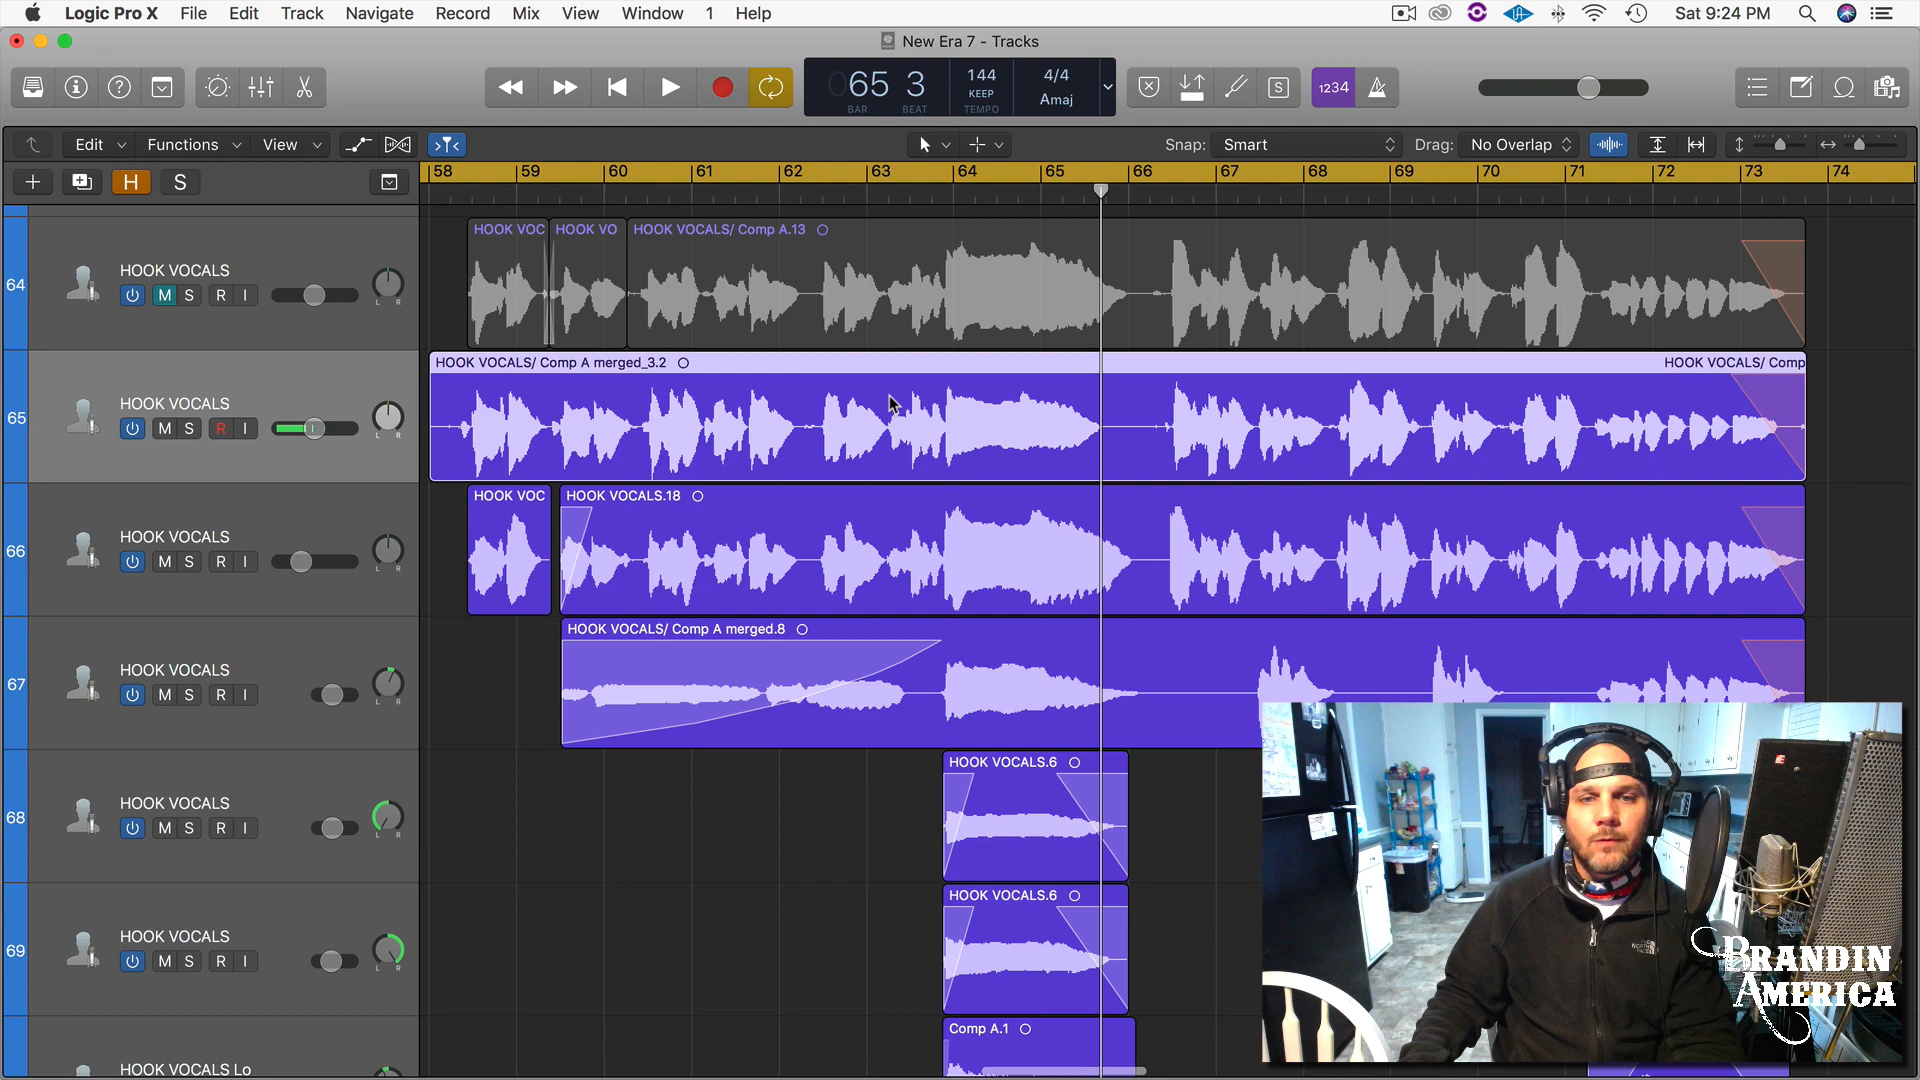 Logic Pro X File Edit Track Navigate Record Mix View Window 1 Help Sat 9:24 PM
New Era 7 - Tracks
65 3 144 KEEP 4/4 Amaj S 1234
BAR BEAT TEMPO
Edit Functions View Snap: Smart Drag: No Overlap
H S 58 59 60 61 62 63 64 65 66 67 68 69 70 71 72 73 74
HOOK VOC HOOK VO HOOK VOCALS/ Comp A.13
64 HOOK VOCALS
M S R I L R
HOOK VOCALS/ Comp A merged_3.2 HOOK VOCALS/ Comp
65 HOOK VOCALS
M S R I L R
HOOK VOC HOOK VOCALS.18
66 HOOK VOCALS
M S R I L R
HOOK VOCALS/ Comp A merged.8
67 HOOK VOCALS
M S R I L R
HOOK VOCALS.6
68 HOOK VOCALS
M S R I L R
HOOK VOCALS.6
69 HOOK VOCALS
M S R I L R
Comp A.1
HOOK VOCALS Lo
BRANDIN
AMERICA